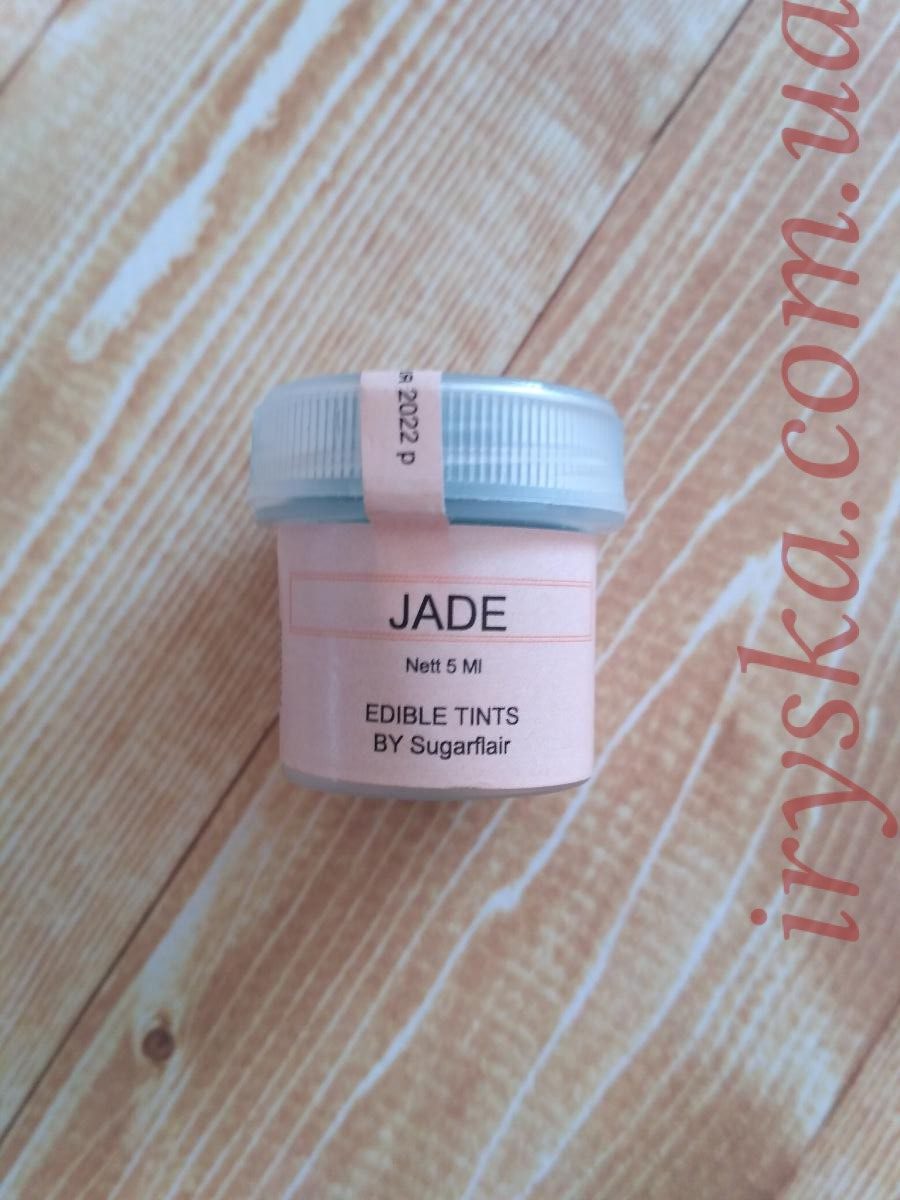 2022 р
JADE
Nett 5 Ml
EDIBLE TINTS
BY Sugarflair
iryska.com.ua